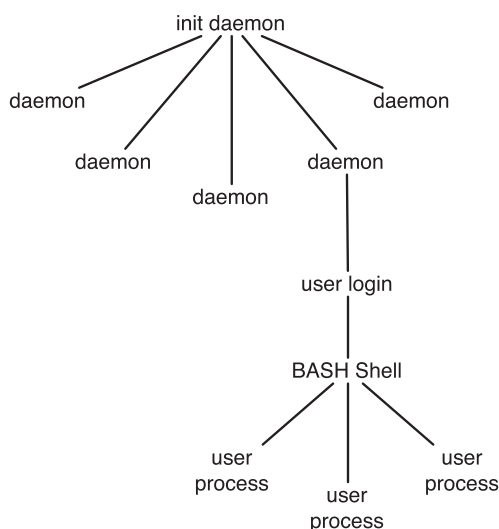 init daemon
daemon
daemon
daemon
daemon
daemon
user login
BASH Shell
user
process
user
process
user
process